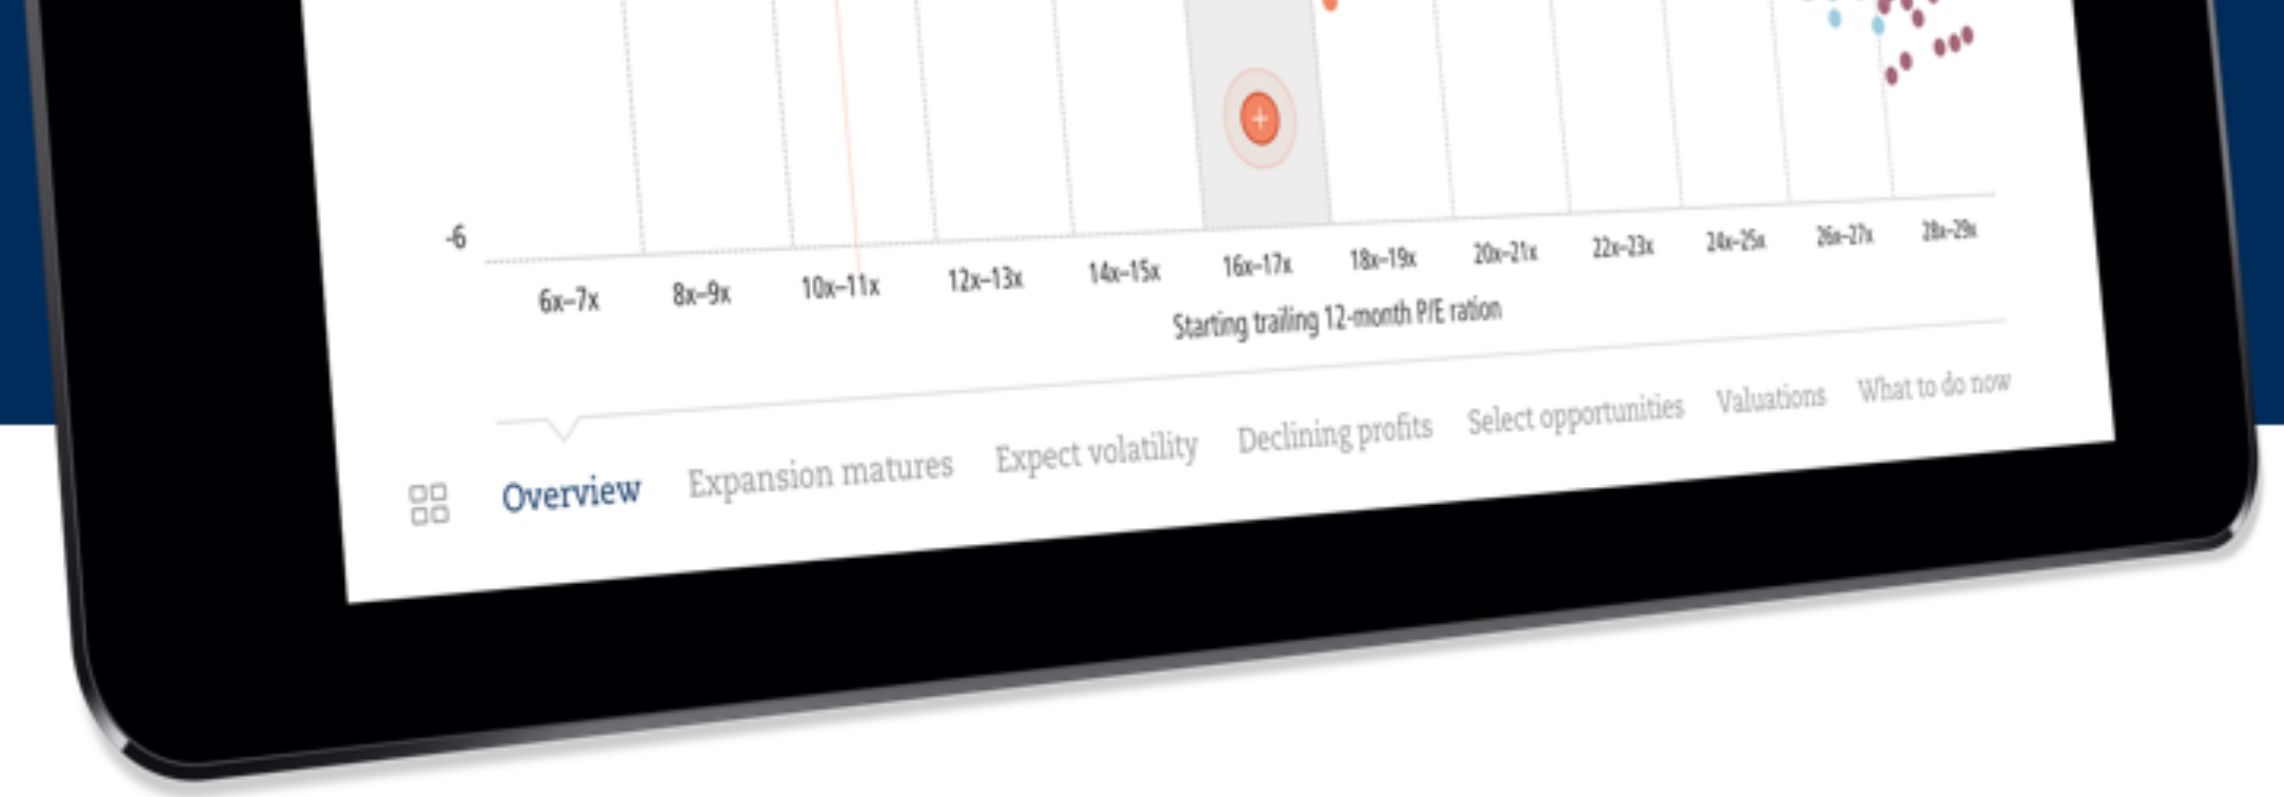 -6
6x–7x 8x–9x 10x–11x 12x–13x 14x–15x 16x–17x 18x–19x 20x–21x 22x–23x 24x–25x 26x–27x 28x–29x
Starting trailing 12-month P/E ration
Overview Expansion matures Expect volatility Declining profits Select opportunities Valuations What to do now